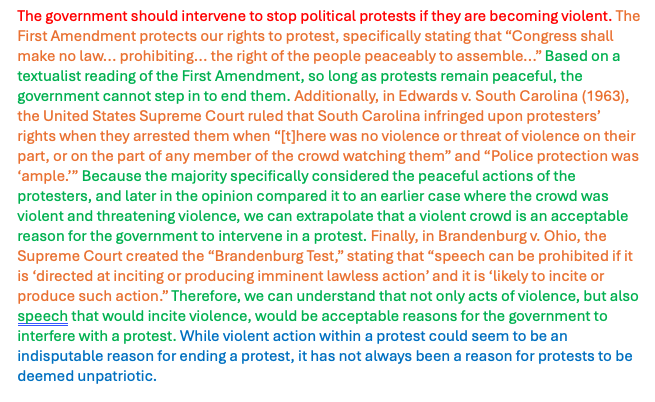 The government should intervene to stop political protests if they are becoming violent. The
First Amendment protects our rights to protest, specifically stating that “Congress shall
make no law... prohibiting... the right of the people peaceably to assemble...” Based on a
textualist reading of the First Amendment, so long as protests remain peaceful, the
government cannot step in to end them. Additionally, in Edwards v. South Carolina (1963),
the United States Supreme Court ruled that South Carolina infringed upon protesters’
rights when they arrested them when “[t]here was no violence or threat of violence on their
part, or on the part of any member of the crowd watching them” and “Police protection was
‘ample.’” Because the majority specifically considered the peaceful actions of the
protesters, and later in the opinion compared it to an earlier case where the crowd was
violent and threatening violence, we can extrapolate that a violent crowd is an acceptable
reason for the government to intervene in a protest. Finally, in Brandenburg v. Ohio, the
Supreme Court created the “Brandenburg Test,” stating that “speech can be prohibited if it
is ‘directed at inciting or producing imminent lawless action’ and it is ‘likely to incite or
produce such action.” Therefore, we can understand that not only acts of violence, but also
speech that would incite violence, would be acceptable reasons for the government to
interfere with a protest. While violent action within a protest could seem to be an
indisputable reason for ending a protest, it has not always been a reason for protests to be
deemed unpatriotic.